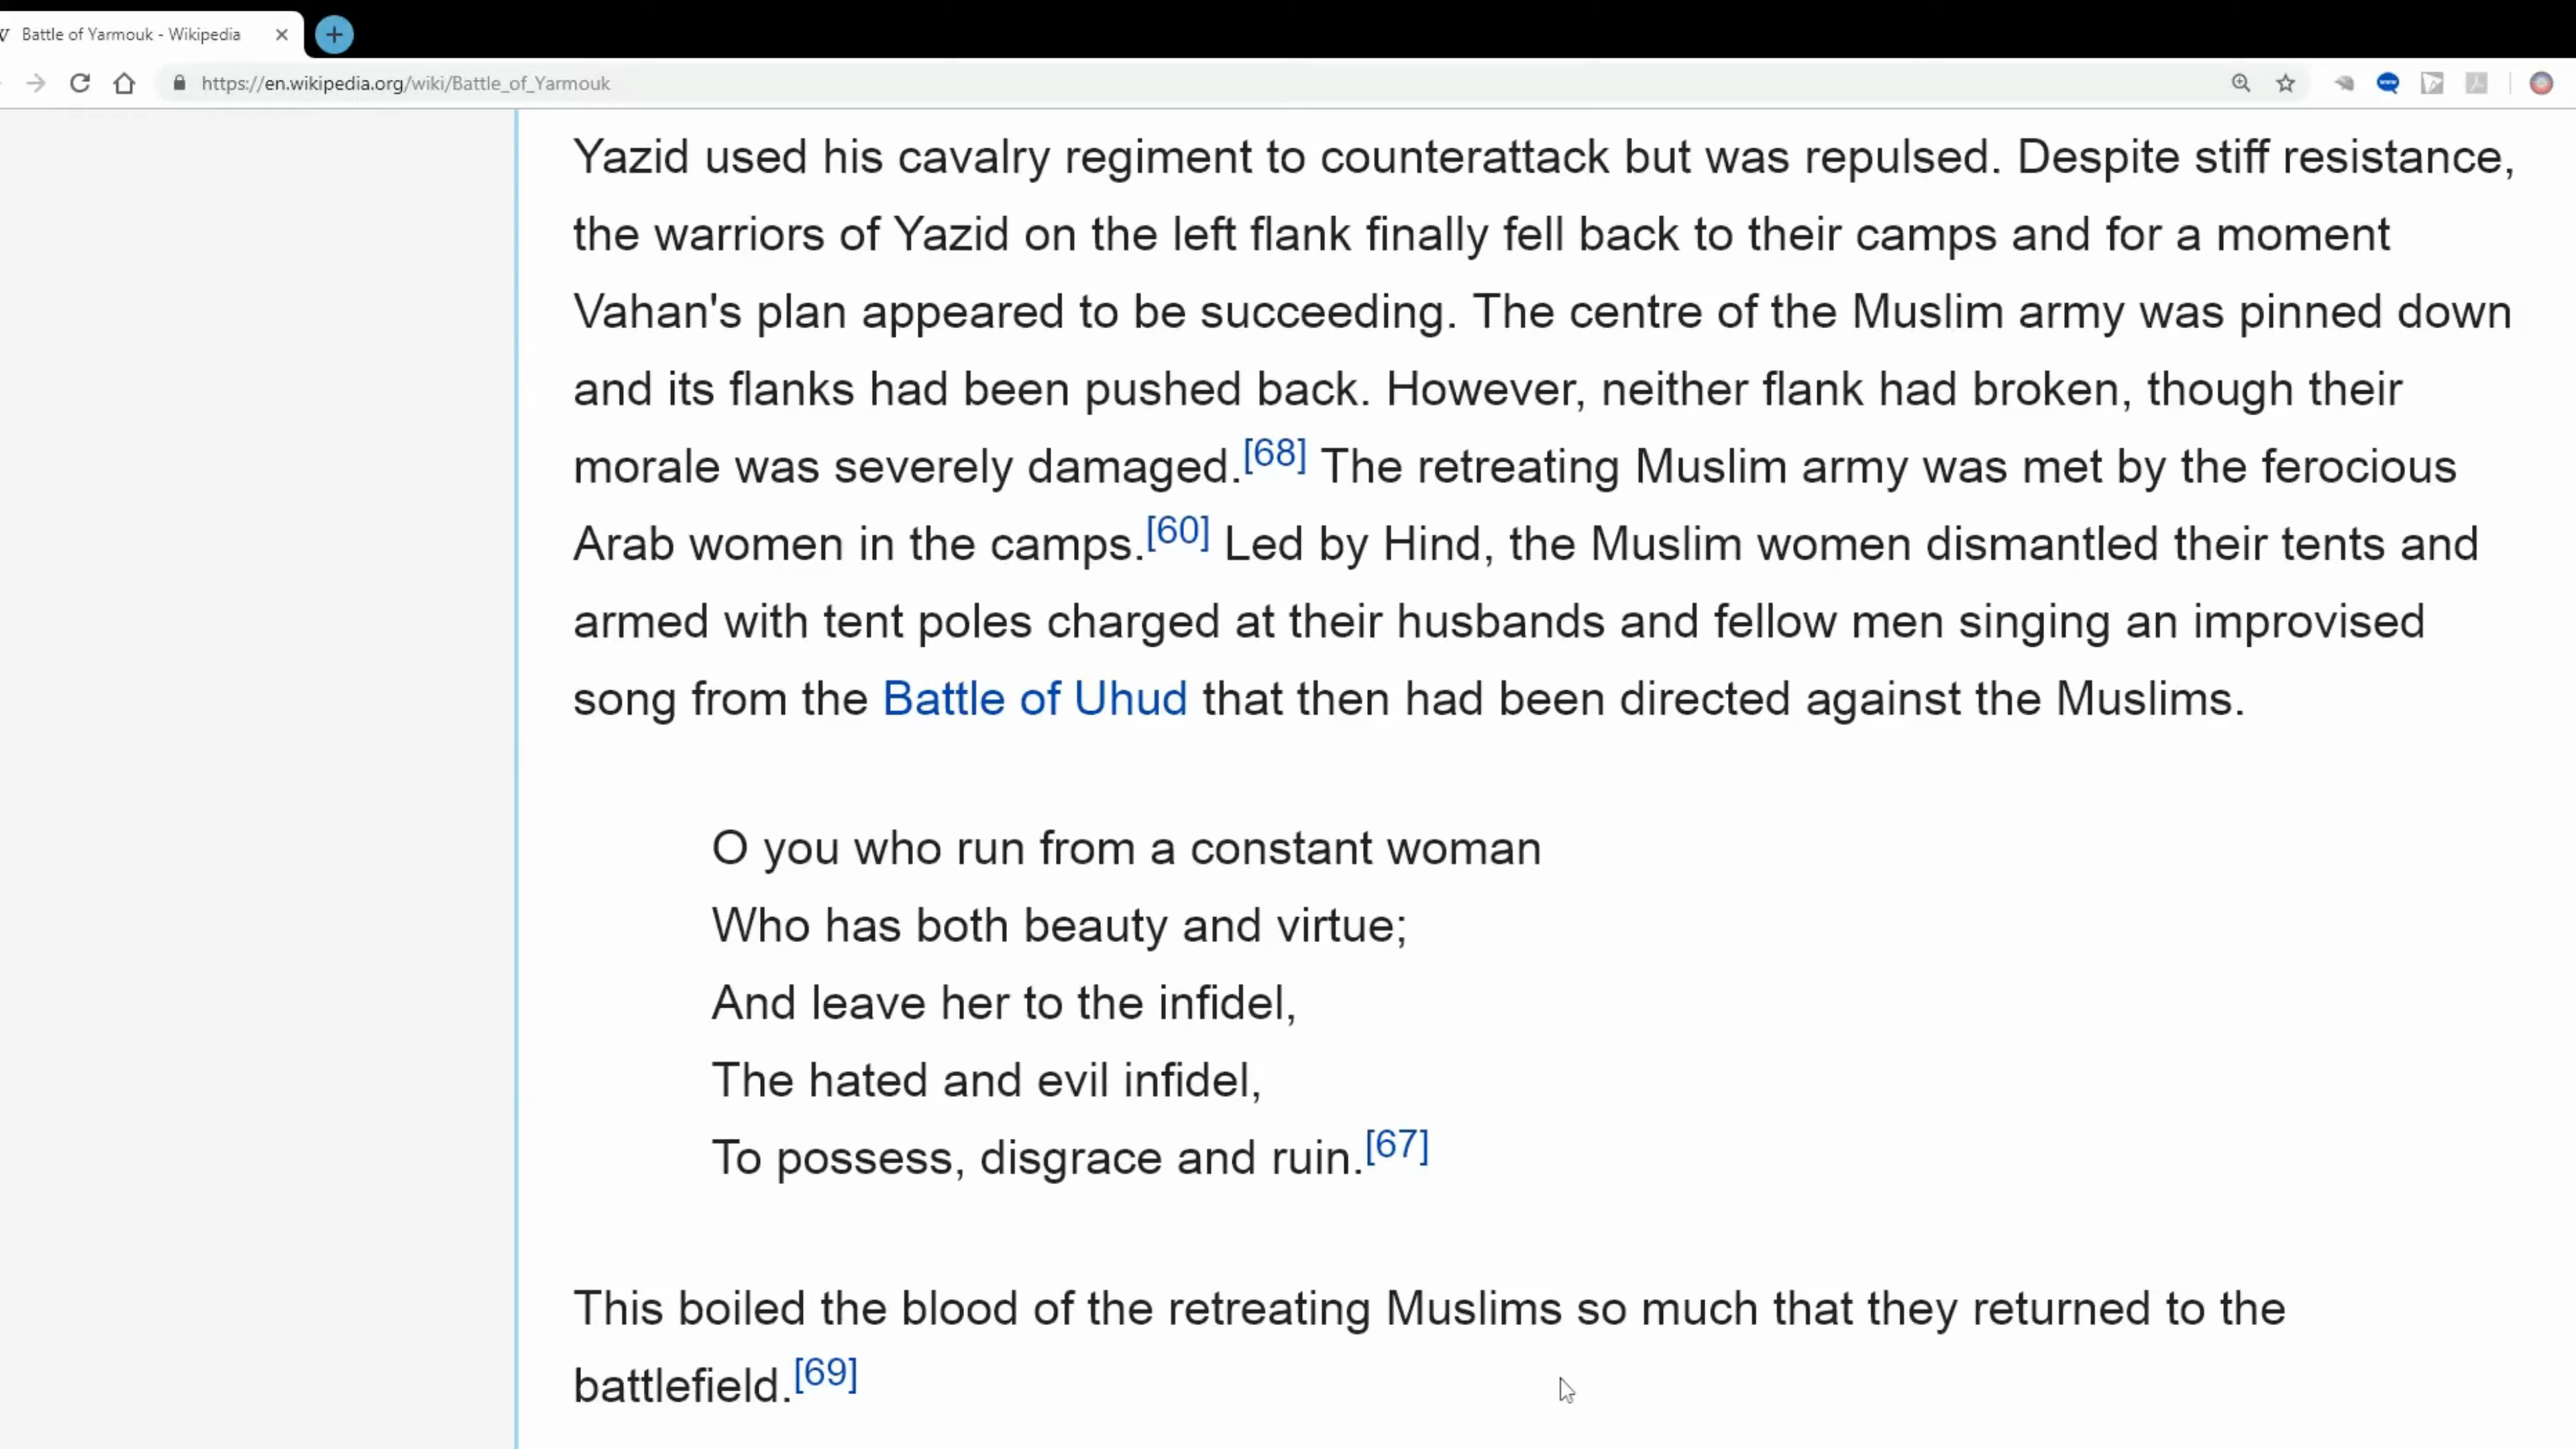 Battle of Yarmouk - Wikipedia
https://en.wikipedia.org/wiki/Battle_of_Yarmouk
Yazid used his cavalry regiment to counterattack but was repulsed. Despite stiff resistance,
the warriors of Yazid on the left flank finally fell back to their camps and for a moment
Vahan's plan appeared to be succeeding. The centre of the Muslim army was pinned down
and its flanks had been pushed back. However, neither flank had broken, though their
morale was severely damaged.[68] The retreating Muslim army was met by the ferocious
Arab women in the camps.[60] Led by Hind, the Muslim women dismantled their tents and
armed with tent poles charged at their husbands and fellow men singing an improvised
song from the Battle of Uhud that then had been directed against the Muslims.
O you who run from a constant woman
Who has both beauty and virtue;
And leave her to the infidel,
The hated and evil infidel,
To possess, disgrace and ruin.[67]
This boiled the blood of the retreating Muslims so much that they returned to the
battlefield.[69]